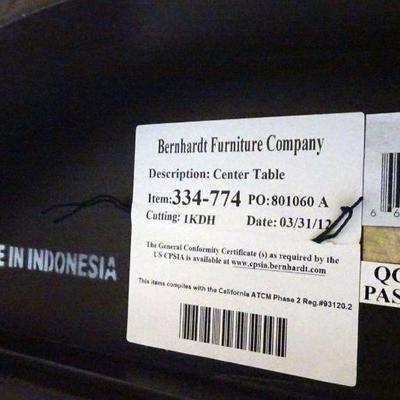 Bernhardt Furniture Company
Description: Center Table
Item:334-774 PO:801060 A
Cutting: 1KDH Date: 03/31/12
The General Conformity Certificate (s) as required by the
US CPSIA is available at www.cpsia.bernhardt.com
This items complies with the California ATCM Phase 2 Reg.#93120.2
E IN INDONESIA
QC
PAS
6